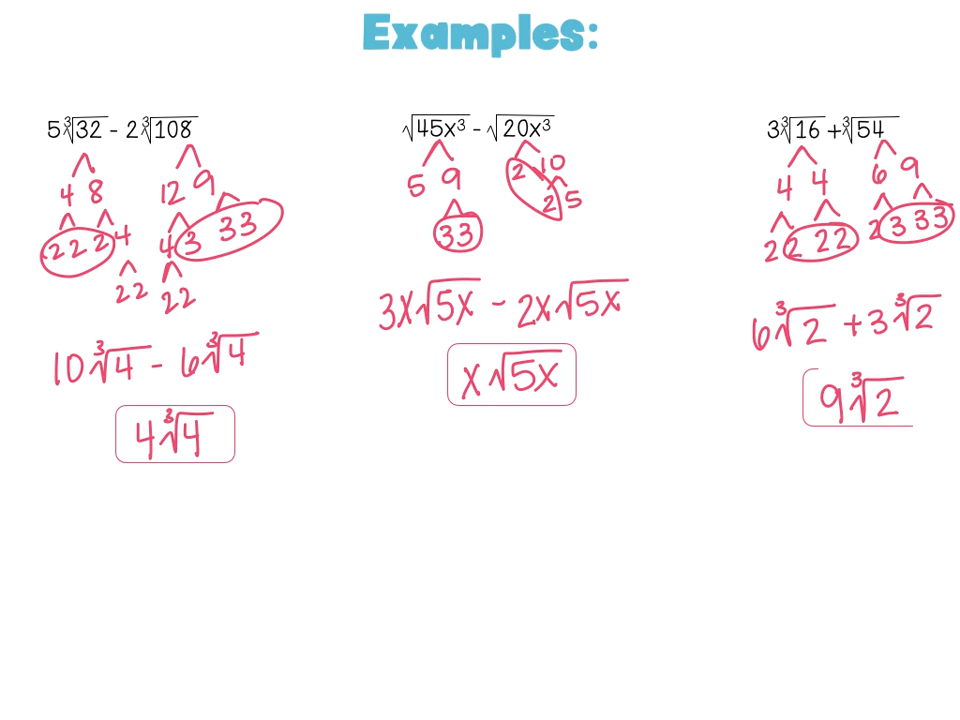 Examples:
5∛32 - 2∛108
4 8 12 9
2 2 2 4 4 3 3 3
2 2 2 2
10∛4 - 6∛4
4∛4
√45x³ - √20x³
5 9 2 10
3 3 2 5
3x√5x - 2x√5x
x√5x
3∛16 + ∛54
4 4 6 9
2 2 2 2 2 3 3 3
6∛2 + 3∛2
9∛2